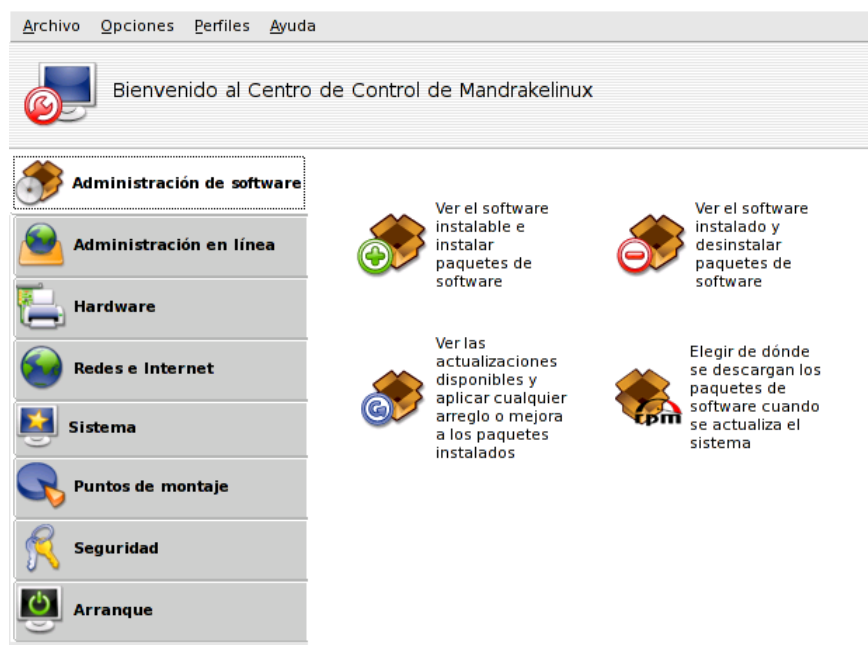 Archivo Opciones Perfiles Ayuda
Bienvenido al Centro de Control de Mandrakelinux
Administración de software
Administración en línea
Hardware
Redes e Internet
Sistema
Puntos de montaje
Seguridad
Arranque
Ver el software
instalable e
instalar
paquetes de
software
Ver el software
instalado y
desinstalar
paquetes de
software
Ver las
actualizaciones
disponibles y
aplicar cualquier
arreglo o mejora
a los paquetes
instalados
rpm
Elegir de dónde
se descargan los
paquetes de
software cuando
se actualiza el
sistema